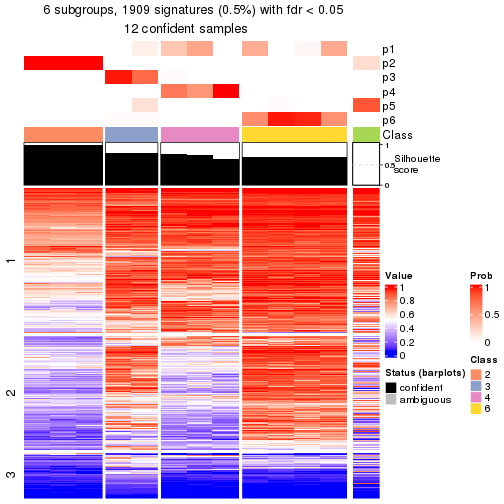 6 subgroups, 1909 signatures (0.5%) with fdr < 0.05
12 confident samples
p1
p2
p3
p4
p5
p6
Class
1
0.5
0
Silhouette
score
1
2
3
Value
1
0.8
0.6
0.4
0.2
0
Prob
1
0.5
0
Status (barplots)
confident
ambiguous
Class
2
3
4
6